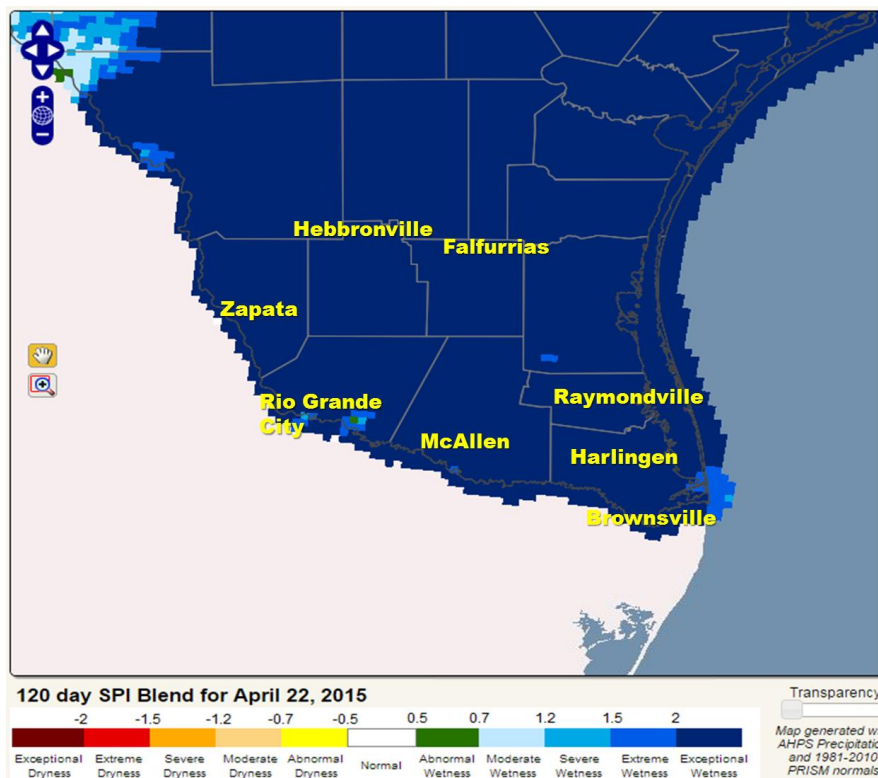 Hebbronville
Falfurrias
Zapata
Rio Grande
City
Raymondville
McAllen
Harlingen
Brownsville
120 day SPI Blend for April 22, 2015
-2 -1.5 -1.2 -0.7 -0.5 0.5 0.7 1.2 1.5 2
Exceptional Dryness
Extreme Dryness
Severe Dryness
Moderate Dryness
Abnormal Dryness
Normal
Abnormal Wetness
Moderate Wetness
Severe Wetness
Extreme Wetness
Exceptional Wetness
Transparency
Map generated w
AHPS Precipitatio
and 1981-2010
PRISM normals